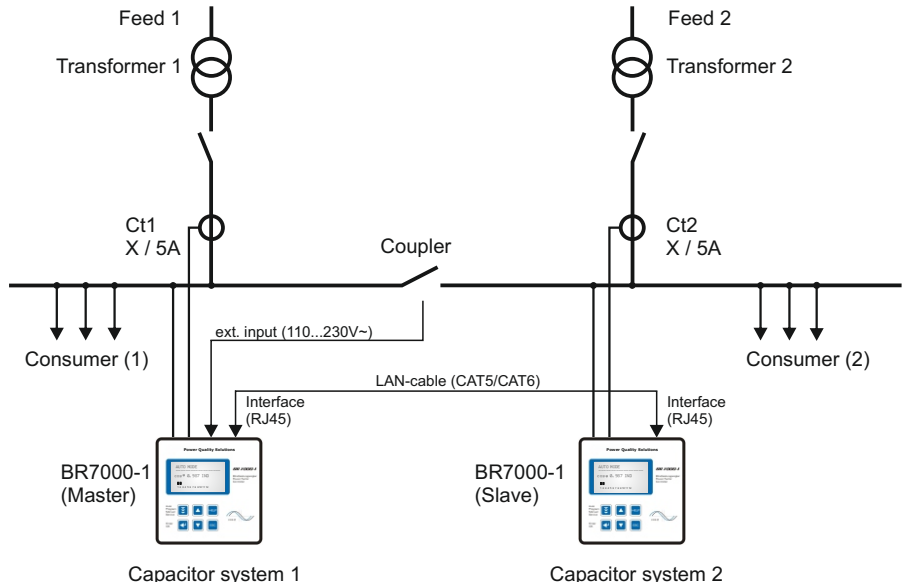 Feed 1
Feed 2
Transformer 1
Transformer 2
Ct1
X / 5A
Coupler
Ct2
X / 5A
ext. input (110...230V~)
Consumer (1)
Consumer (2)
LAN-cable (CAT5/CAT6)
Interface
(RJ45)
Interface
(RJ45)
BR7000-1
(Master)
Power Quality Solutions
AUTO MODE
BR7000-1
(Slave)
Power Quality Solutions
AUTO MODE
Capacitor system 1
Capacitor system 2